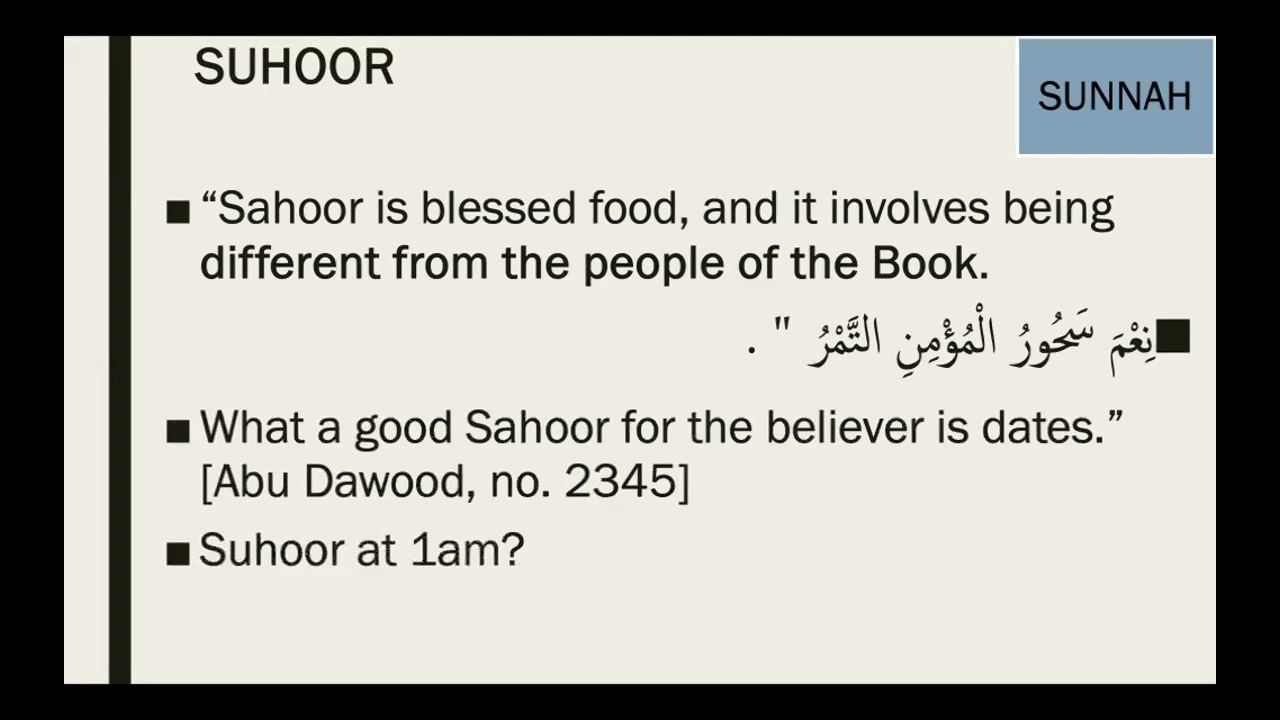 SUHOOR
SUNNAH
■ “Sahoor is blessed food, and it involves being
different from the people of the Book.
■نِعْمَ سَحُورُ الْمُؤْمِنِ التَّمْرُ " .
■ What a good Sahoor for the believer is dates.”
[Abu Dawood, no. 2345]
■ Suhoor at 1am?